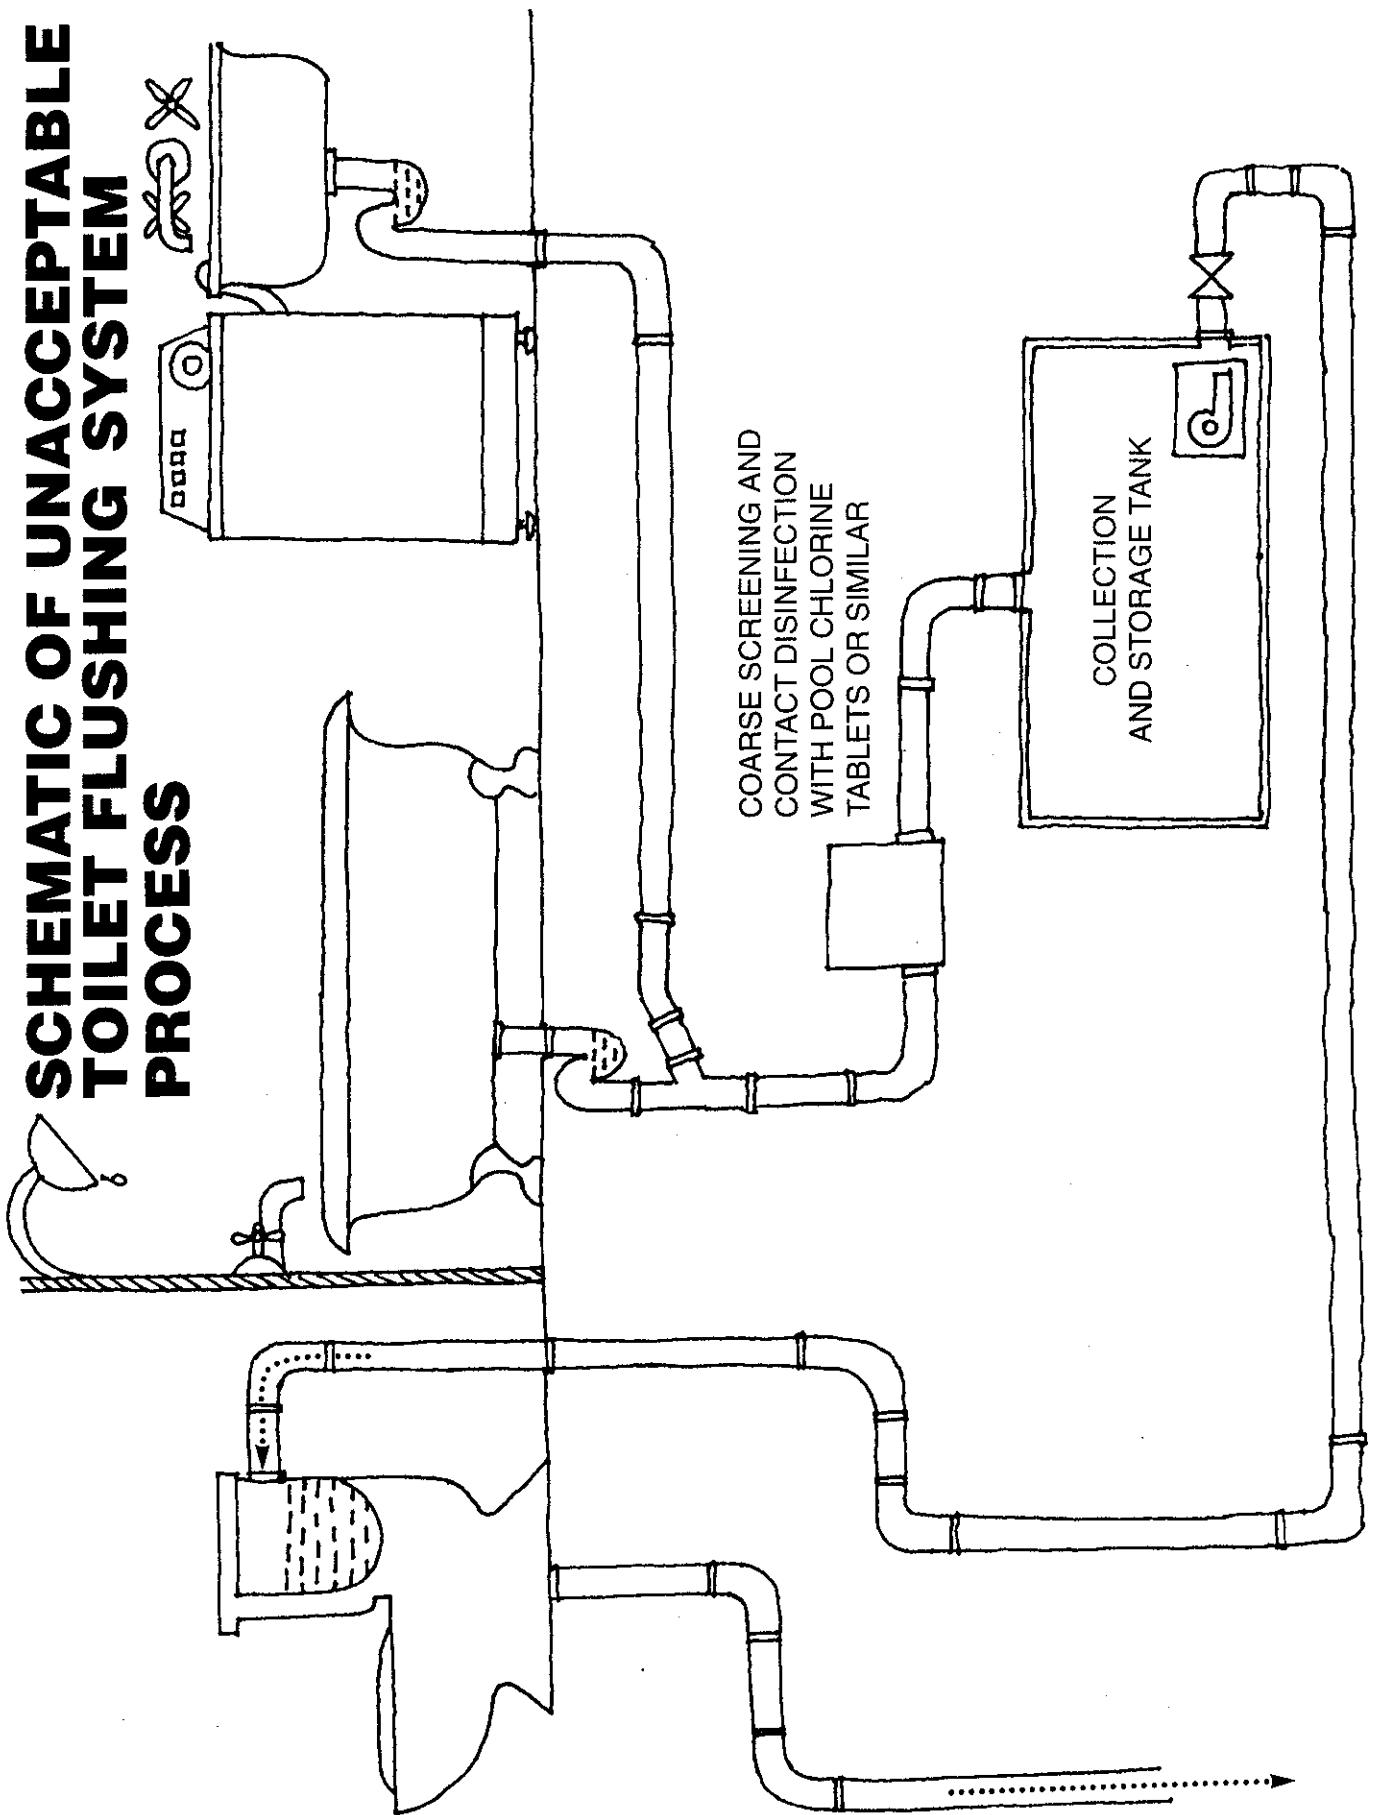 SCHEMATIC OF UNACCEPTABLE
TOILET FLUSHING SYSTEM
PROCESS
COARSE SCREENING AND
CONTACT DISINFECTION
WITH POOL CHLORINE
TABLETS OR SIMILAR
COLLECTION
AND STORAGE TANK